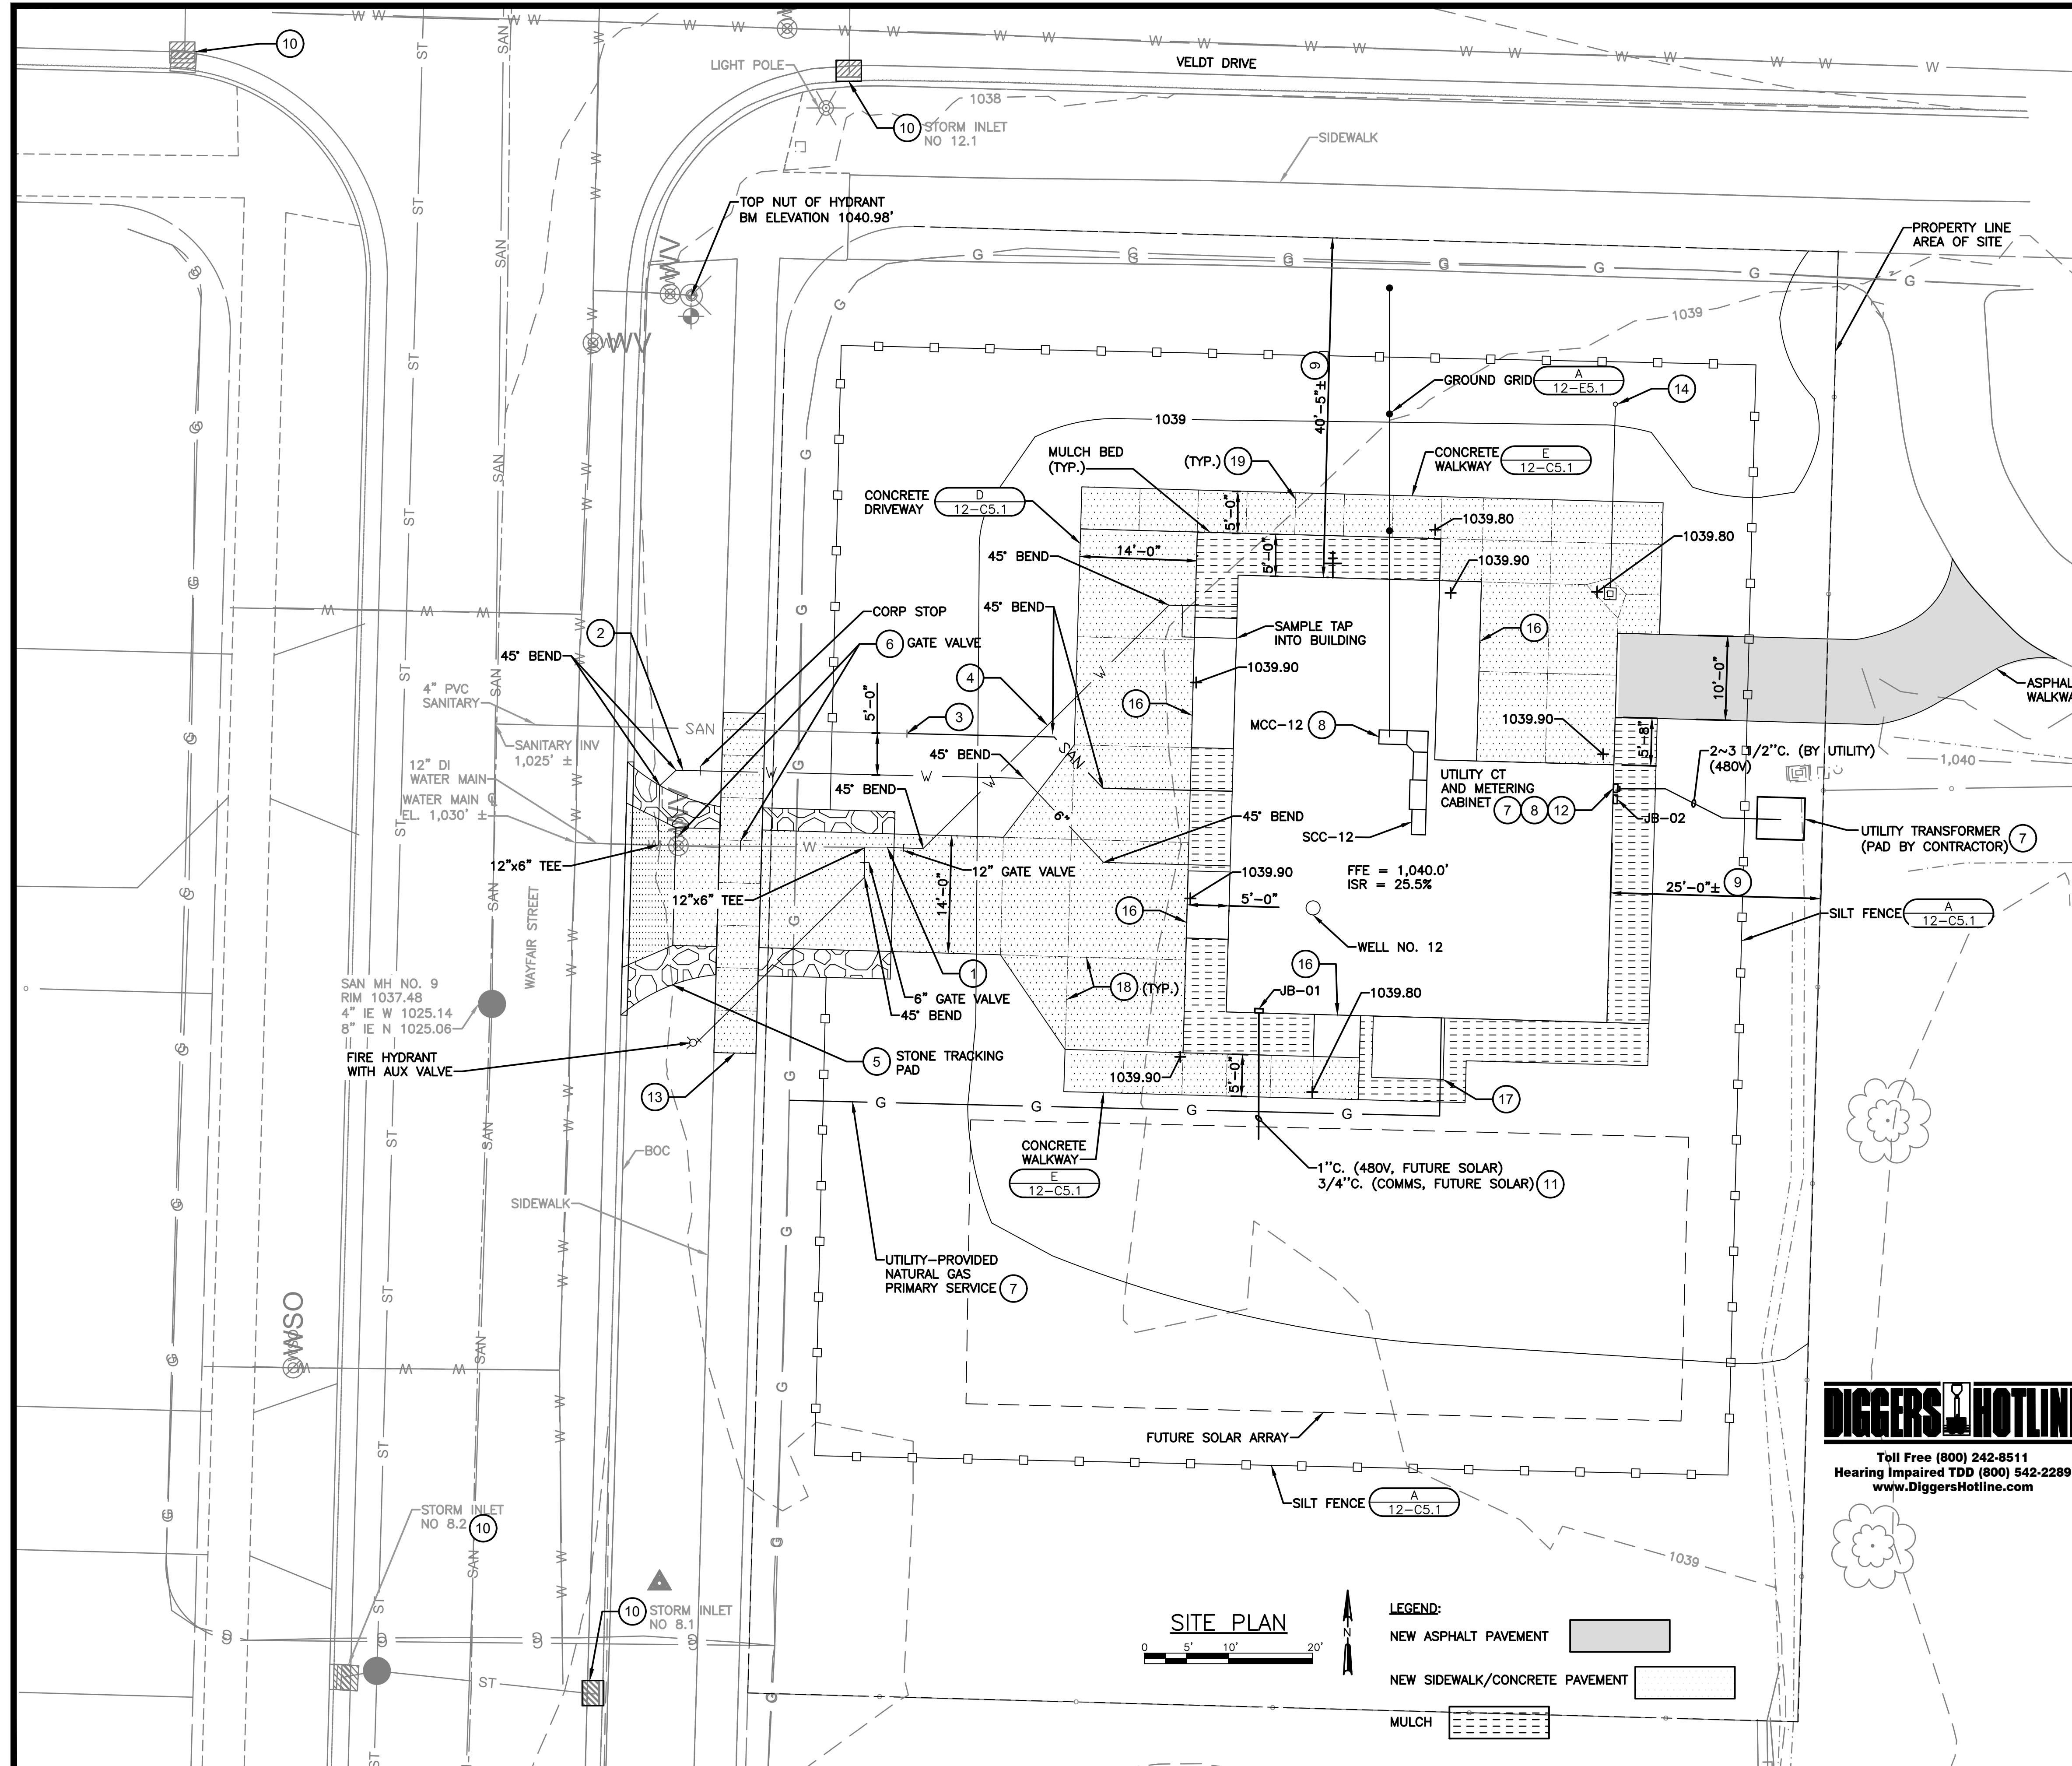 10
LIGHT POLE
VELDT DRIVE
1038
10
STORM INLET
NO 12.1
SIDEWALK
TOP NUT OF HYDRANT
BM ELEVATION 1040.98'
WV
WV
PROPERTY LINE
AREA OF SITE
1039
9
40'-5"±
GROUND GRID
A
12-E5.1
14
1039
MULCH BED
(TYP.)
(TYP.) 19
CONCRETE
WALKWAY
E
12-C5.1
CONCRETE
DRIVEWAY
D
12-C5.1
5'-0"
1039.80
1039.80
14'-0"
45° BEND
5'-0"
1039.90
CORP STOP
45° BEND
2
6 GATE VALVE
SAMPLE TAP
INTO BUILDING
16
45° BEND
1039.90
4" PVC
SANITARY
4
16
10'-0"
ASPHAL
WALKWA
5'-0"
3
MCC-12 8
1039.90
5'-8"
SAN
SANITARY INV
1,025' ±
45° BEND
SAN
2~3 1/2"C. (BY UTILITY)
(480V)
1,040
12" DI
WATER MAIN
45° BEND
UTILITY CT
AND METERING
CABINET 7 8 12
WATER MAIN ℄
EL. 1,030' ±
6"
45° BEND
JB-02
UTILITY TRANSFORMER 7
(PAD BY CONTRACTOR)
SCC-12
12"x6" TEE
12" GATE VALVE
FFE = 1,040.0'
ISR = 25.5%
12"x6" TEE
14'-0"
1039.90
5'-0"
25'-0"± 9
SILT FENCE
A
12-C5.1
WAYFAIR STREET
16
WELL NO. 12
16
SAN MH NO. 9
RIM 1037.48
4" IE W 1025.14
8" IE N 1025.06
1
18 (TYP.)
JB-01
1039.80
6" GATE VALVE
45° BEND
FIRE HYDRANT
WITH AUX VALVE
5 STONE TRACKING
PAD
1039.90
5'-0"
13
17
G G G G
BOC
CONCRETE
WALKWAY
E
12-C5.1
1"C. (480V, FUTURE SOLAR)
3/4"C. (COMMS, FUTURE SOLAR) 11
SIDEWALK
UTILITY-PROVIDED
NATURAL GAS
PRIMARY SERVICE 7
WSO
FUTURE SOLAR ARRAY
DIGGERS HOTLIN
Toll Free (800) 242-8511
Hearing Impaired TDD (800) 542-2289
www.DiggersHotline.com
SILT FENCE
A
12-C5.1
STORM INLET
NO 8.2 10
1039
10 STORM INLET
NO 8.1
ST
SITE PLAN
0 5' 10' 20'
N
LEGEND:
NEW ASPHALT PAVEMENT
NEW SIDEWALK/CONCRETE PAVEMENT
MULCH